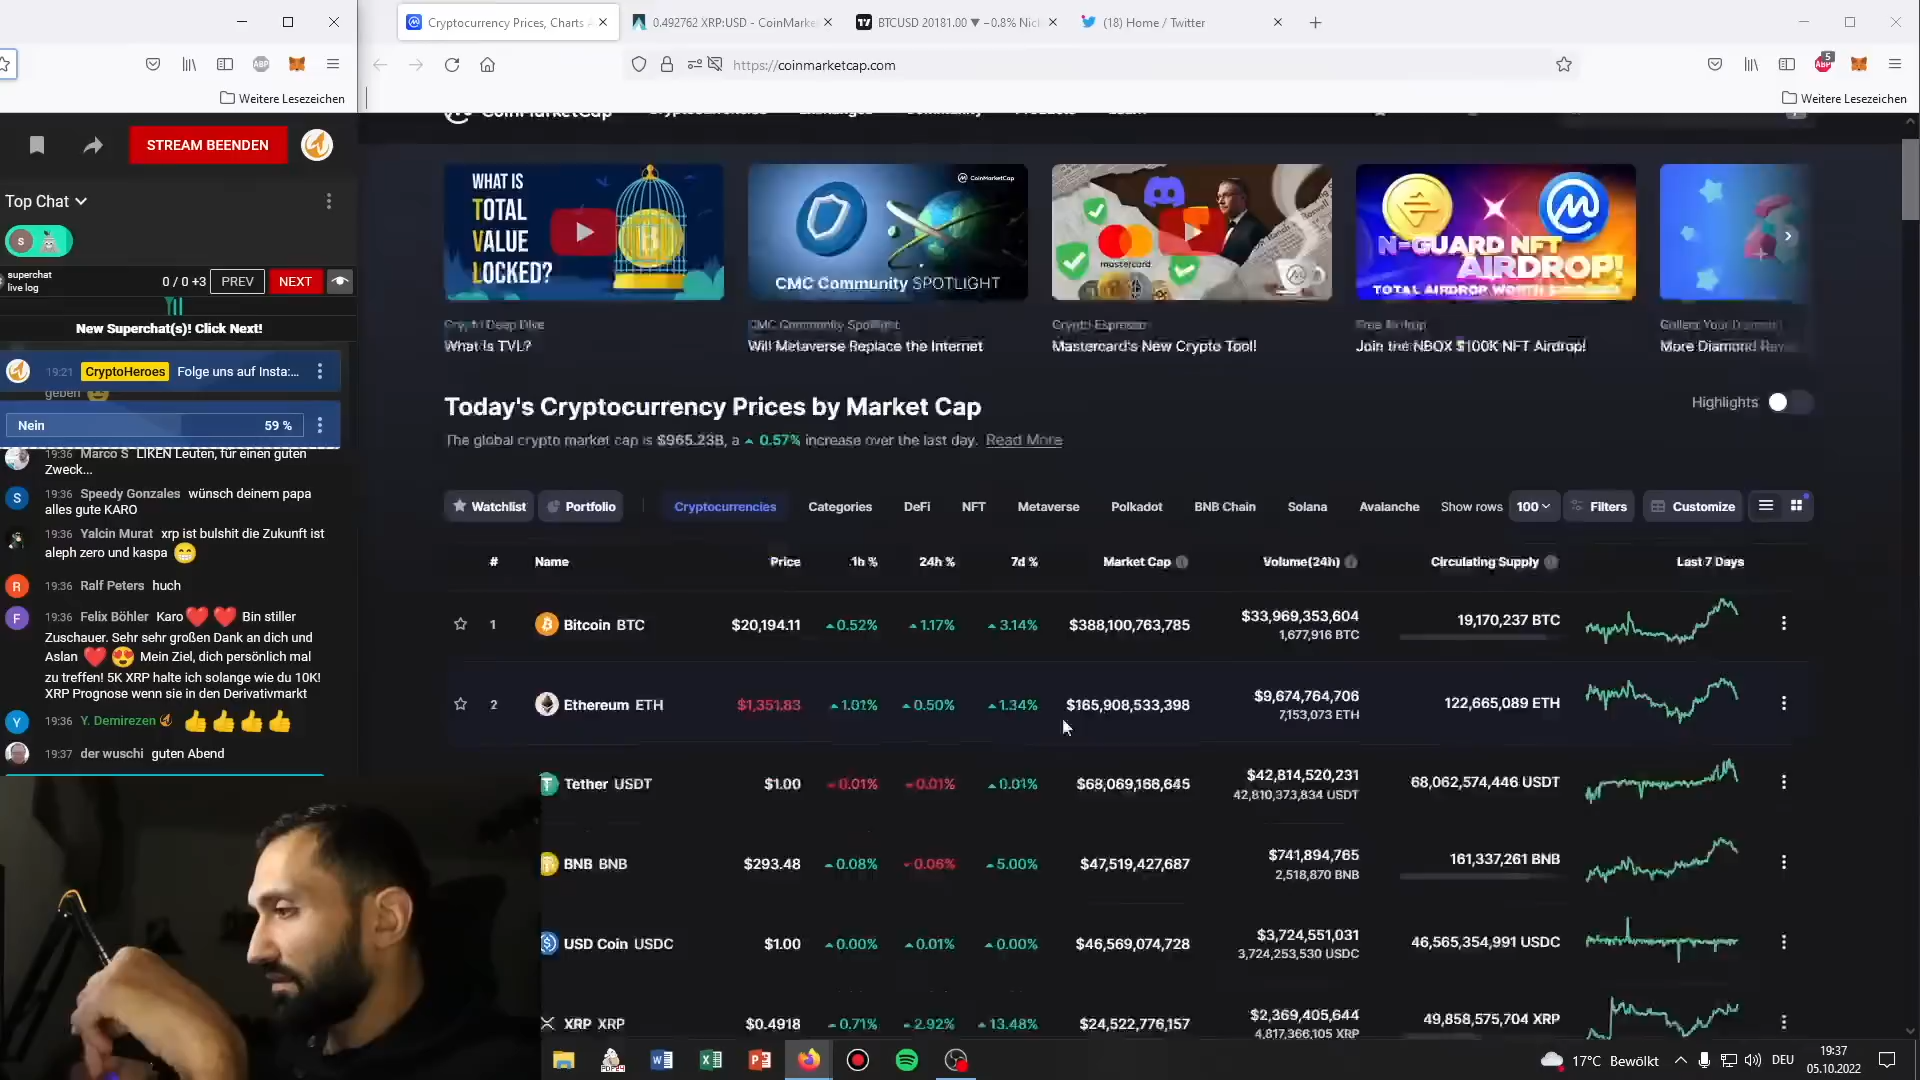 Cryptocurrency Prices, Charts
0.492762 XRP:USD - CoinMarke
BTCUSD 20181.00 ▼ −0.8% Nic
(18) Home / Twitter
https://coinmarketcap.com
Weitere Lesezeichen
Weitere Lesezeichen
STREAM BEENDEN
Top Chat
superchat
live log
0 / 0 +3
PREV
NEXT
New Superchat(s)! Click Next!
19:21 CryptoHeroes Folge uns auf Insta:...
geben
Nein 59 %
19:36 Marco S LIKEN Leuten, für einen guten
Zweck...
19:36 Speedy Gonzales wünsch deinem papa
alles gute KARO
19:36 Yalcin Murat xrp ist bulshit die Zukunft ist
aleph zero und kaspa 😁
19:36 Ralf Peters huch
19:36 Felix Böhler Karo❤️ ❤️ Bin stiller
Zuschauer. Sehr sehr großen Dank an dich und
Aslan ❤️ 😍 Mein Ziel, dich persönlich mal
zu treffen! 5K XRP halte ich solange wie du 10K!
XRP Prognose wenn sie in den Derivativmarkt
19:36 Y. Demirezen 👍👍👍👍
19:37 der wuschi guten Abend
WHAT IS
TOTAL
VALUE
LOCKED?
CoinMarketCap
CMC Community SPOTLIGHT
mastercard
N-GUARD NFT
AIRDROP!
Crypto Deep Dive
What Is TVL?
CMC Community Spotlight
Will Metaverse Replace the Internet
Crypto Espresso
Mastercard's New Crypto Tool!
Free Airdrop
Join the NBOX $100K NFT Airdrop!
Collect Your Diamond
More Diamond
Today's Cryptocurrency Prices by Market Cap
Highlights
The global crypto market cap is $965.23B, a ▲ 0.57% increase over the last day. Read More
Watchlist Portfolio Cryptocurrencies Categories DeFi NFT Metaverse Polkadot BNB Chain Solana Avalanche Show rows 100 Filters Customize
# Name Price 1h % 24h % 7d % Market Cap Volume(24h) Circulating Supply Last 7 Days
1 Bitcoin BTC $20,194.11 ▲0.52% ▲1.17% ▲3.14% $388,100,763,785 $33,969,353,604 19,170,237 BTC
1,677,916 BTC
2 Ethereum ETH $1,351.83 ▲1.01% ▲0.50% ▲1.34% $165,908,533,398 $9,674,764,706 122,665,089 ETH
7,153,073 ETH
Tether USDT $1.00 0.01% 0.01% ▲0.01% $68,069,168,645 $42,814,520,231 68,062,574,446 USDT
42,810,373,834 USDT
BNB BNB $293.48 ▲0.08% 0.06% ▲5.00% $47,519,427,687 $741,894,765 161,337,261 BNB
2,518,870 BNB
USD Coin USDC $1.00 ▲0.00% ▲0.01% ▲0.00% $46,569,074,728 $3,724,551,031 46,565,354,991 USDC
3,724,253,530 USDC
XRP XRP $0.4918 ▲0.71% ▲2.92% ▲13.48% $24,522,776,157 $2,369,405,644 49,858,575,704 XRP
4,817,366,105 XRP
17°C Bewölkt
DEU
19:37
05.10.2022